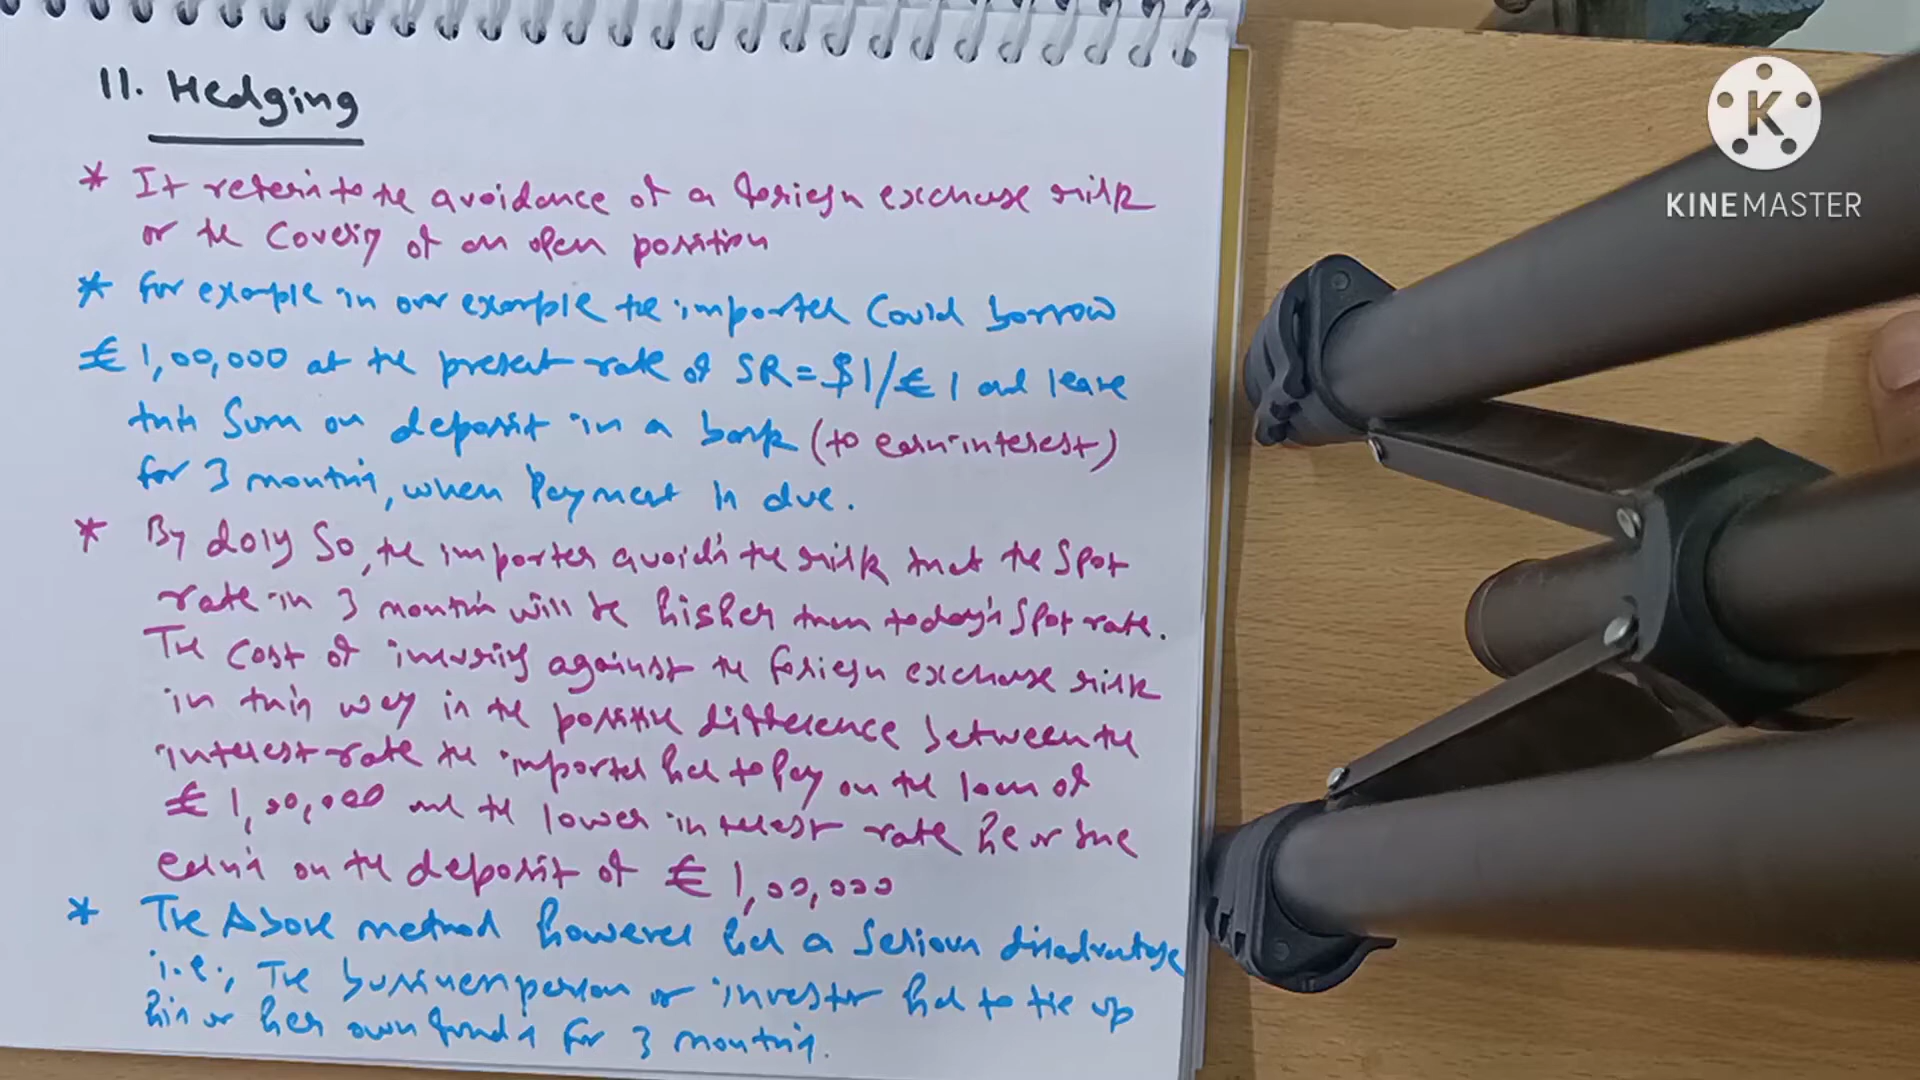 11. Hedging
* It refers to the avoidance of a foriegn exchange risk
or the Covering of an open position
* For example in our example the importer Could borrow
€ 1,00,000 at the present rate of SR = $1/€1 and leave
this Sum on deposit in a bank (to earn interest)
for 3 months, when Payment is due.
* By doing So, the importer avoids the risk that the Spot
rate in 3 months will be higher than today's Spot rate.
The Cost of insuring against the foriegn exchange risk
in this way is the positive difference between the
interest rate the importer has to Pay on the loan of
€ 1,00,000 and the lower interest rate he or she
earns on the deposit of € 1,00,000
* The Above method however has a Serious disadvantage
i.e., The businessperson or investor has to tie up
his or her own funds for 3 months.
KINEMASTER